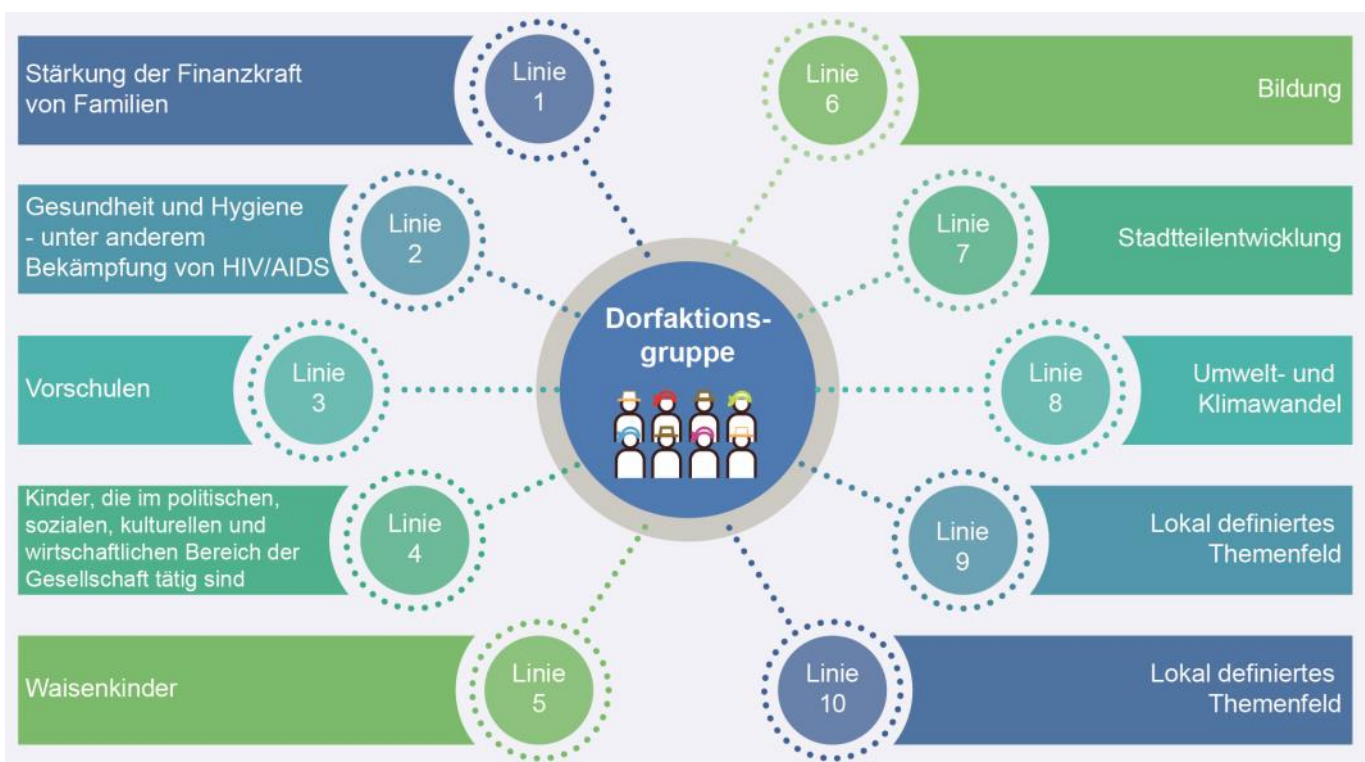 Stärkung der Finanzkraft
von Familien
Linie
1
Gesundheit und Hygiene
- unter anderem
Bekämpfung von HIV/AIDS
Linie
2
Vorschulen
Linie
3
Kinder, die im politischen,
sozialen, kulturellen und
wirtschaftlichen Bereich der
Gesellschaft tätig sind
Linie
4
Waisenkinder
Linie
5
Dorfaktions-
gruppe
Linie
6
Bildung
Linie
7
Stadtteilentwicklung
Linie
8
Umwelt- und
Klimawandel
Linie
9
Lokal definiertes
Themenfeld
Linie
10
Lokal definiertes
Themenfeld